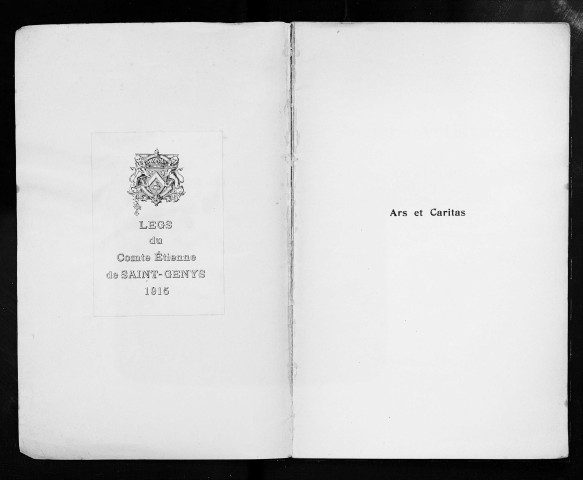 LEGS
du
Comte Étienne
de SAINT-GENYS
1915
Ars et Caritas